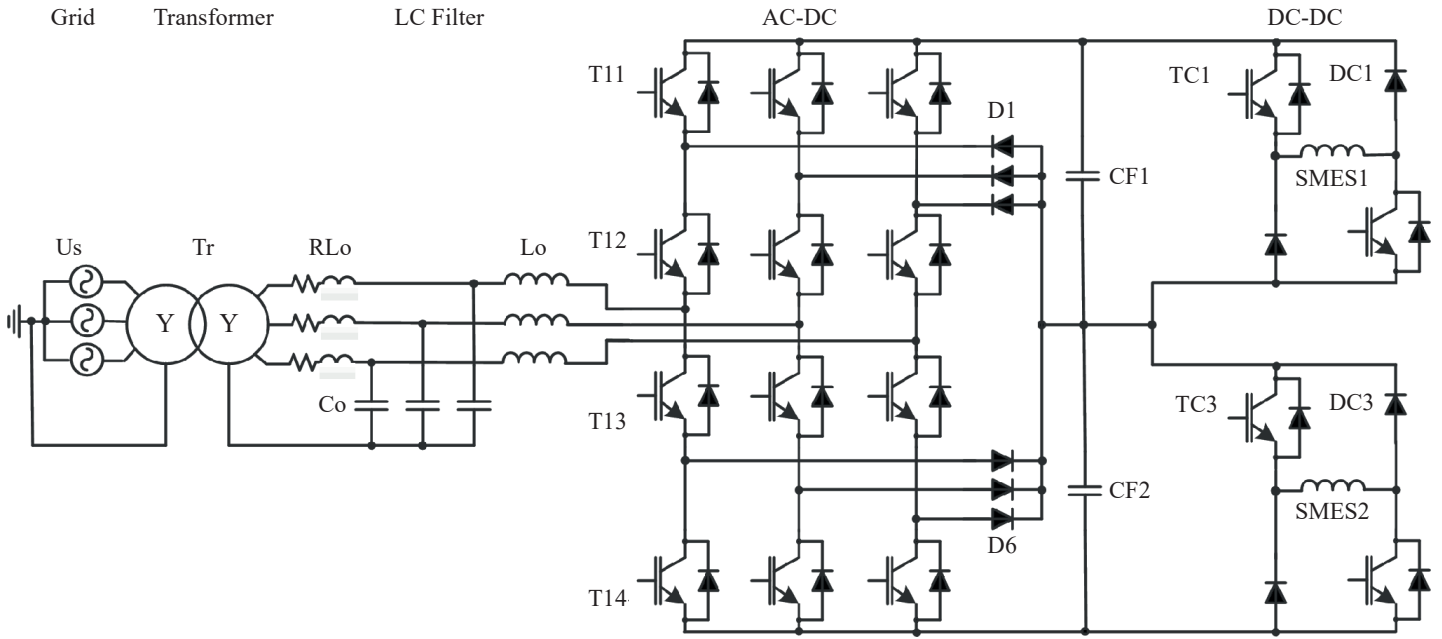 Grid Transformer LC Filter AC-DC DC-DC
T11 TC1 DC1
D1
CF1 SMES1
Us Tr RLo Lo T12
Y Y
Co T13 TC3 DC3
CF2 SMES2
D6
T14